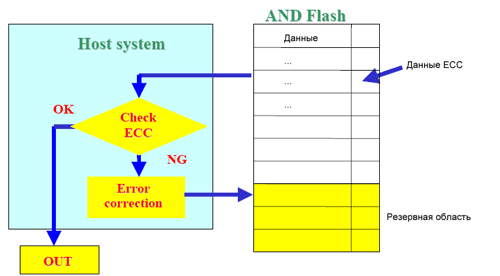 AND Flash
Host system
Данные
...
Данные ECC
...
...
OK
Check
ECC
NG
Error
correction
Резервная область
OUT